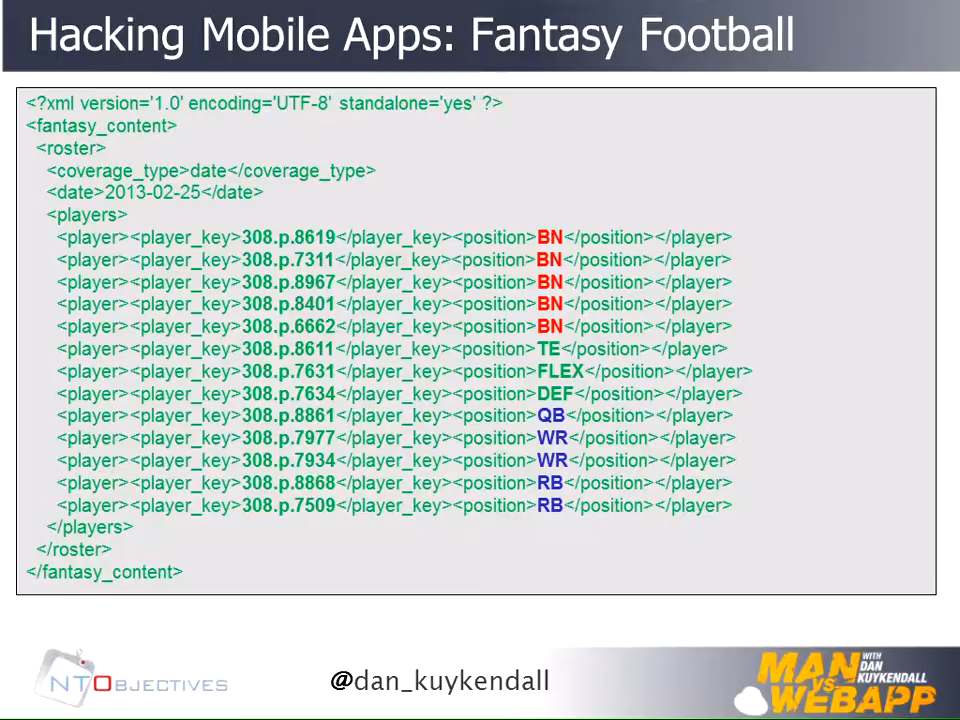 Hacking Mobile Apps: Fantasy Football
<?xml version='1.0' encoding='UTF-8' standalone='yes' ?>
<fantasy_content>
<roster>
<coverage_type>date</coverage_type>
<date>2013-02-25</date>
<players>
<player><player_key>308.p.8619</player_key><position>BN</position></player>
<player><player_key>308.p.7311</player_key><position>BN</position></player>
<player><player_key>308.p.8967</player_key><position>BN</position></player>
<player><player_key>308.p.8401</player_key><position>BN</position></player>
<player><player_key>308.p.6662</player_key><position>BN</position></player>
<player><player_key>308.p.8611</player_key><position>TE</position></player>
<player><player_key>308.p.7631</player_key><position>FLEX</position></player>
<player><player_key>308.p.7634</player_key><position>DEF</position></player>
<player><player_key>308.p.8861</player_key><position>QB</position></player>
<player><player_key>308.p.7977</player_key><position>WR</position></player>
<player><player_key>308.p.7934</player_key><position>WR</position></player>
<player><player_key>308.p.8868</player_key><position>RB</position></player>
<player><player_key>308.p.7509</player_key><position>RB</position></player>
</players>
</roster>
</fantasy_content>
NTOBJECTIVES
@dan_kuykendall
MAN WITH DAN KUYKENDALL
VS
WEBAPP